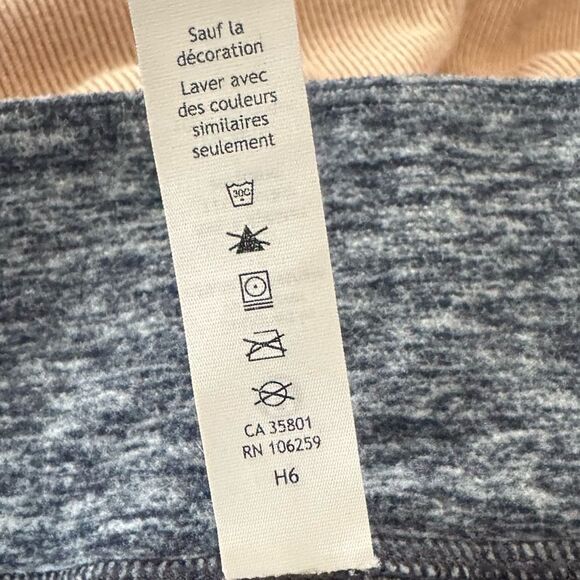 Sauf la
décoration
Laver avec
des couleurs
similaires
seulement
30C
CA 35801
RN 106259
H6